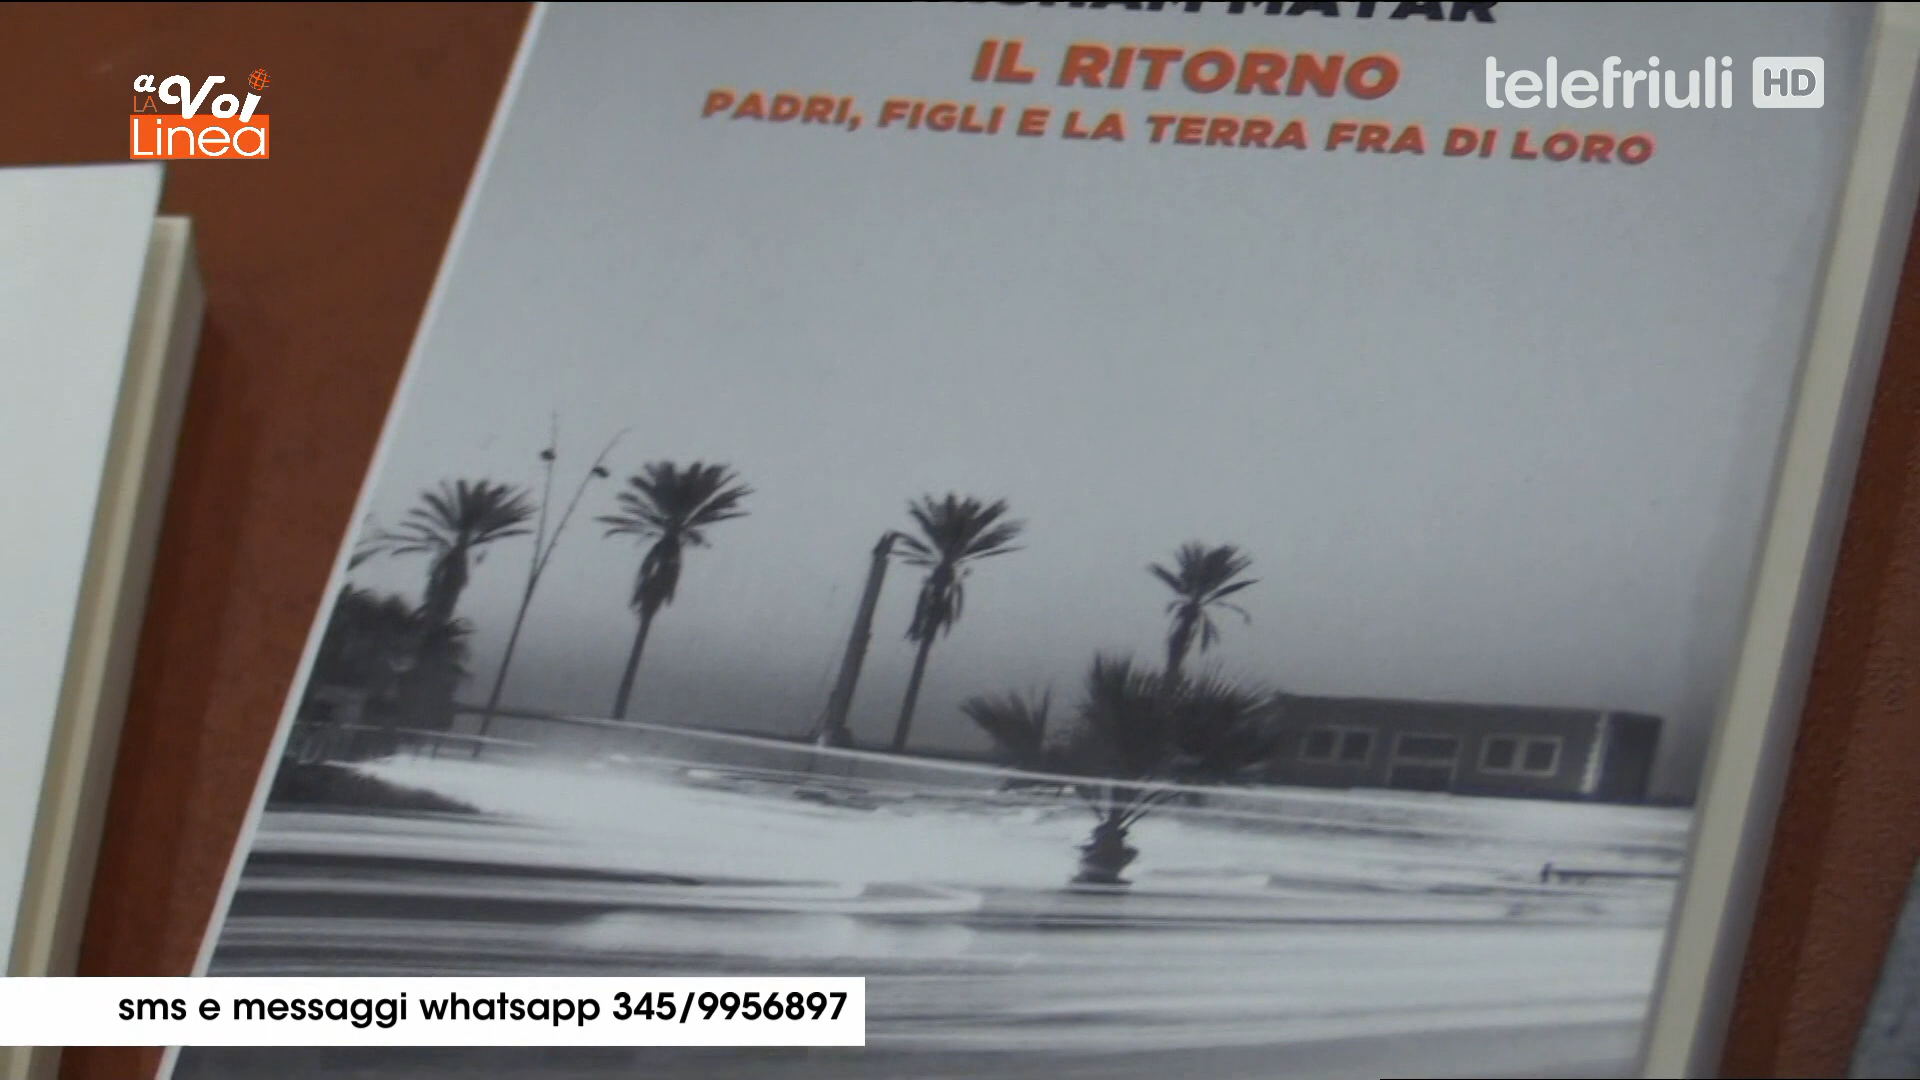 MATAR
IL RITORNO
PADRI, FIGLI E LA TERRA FRA DI LORO
a Voi
LA
Linea
telefriuli HD
sms e messaggi whatsapp 345/9956897